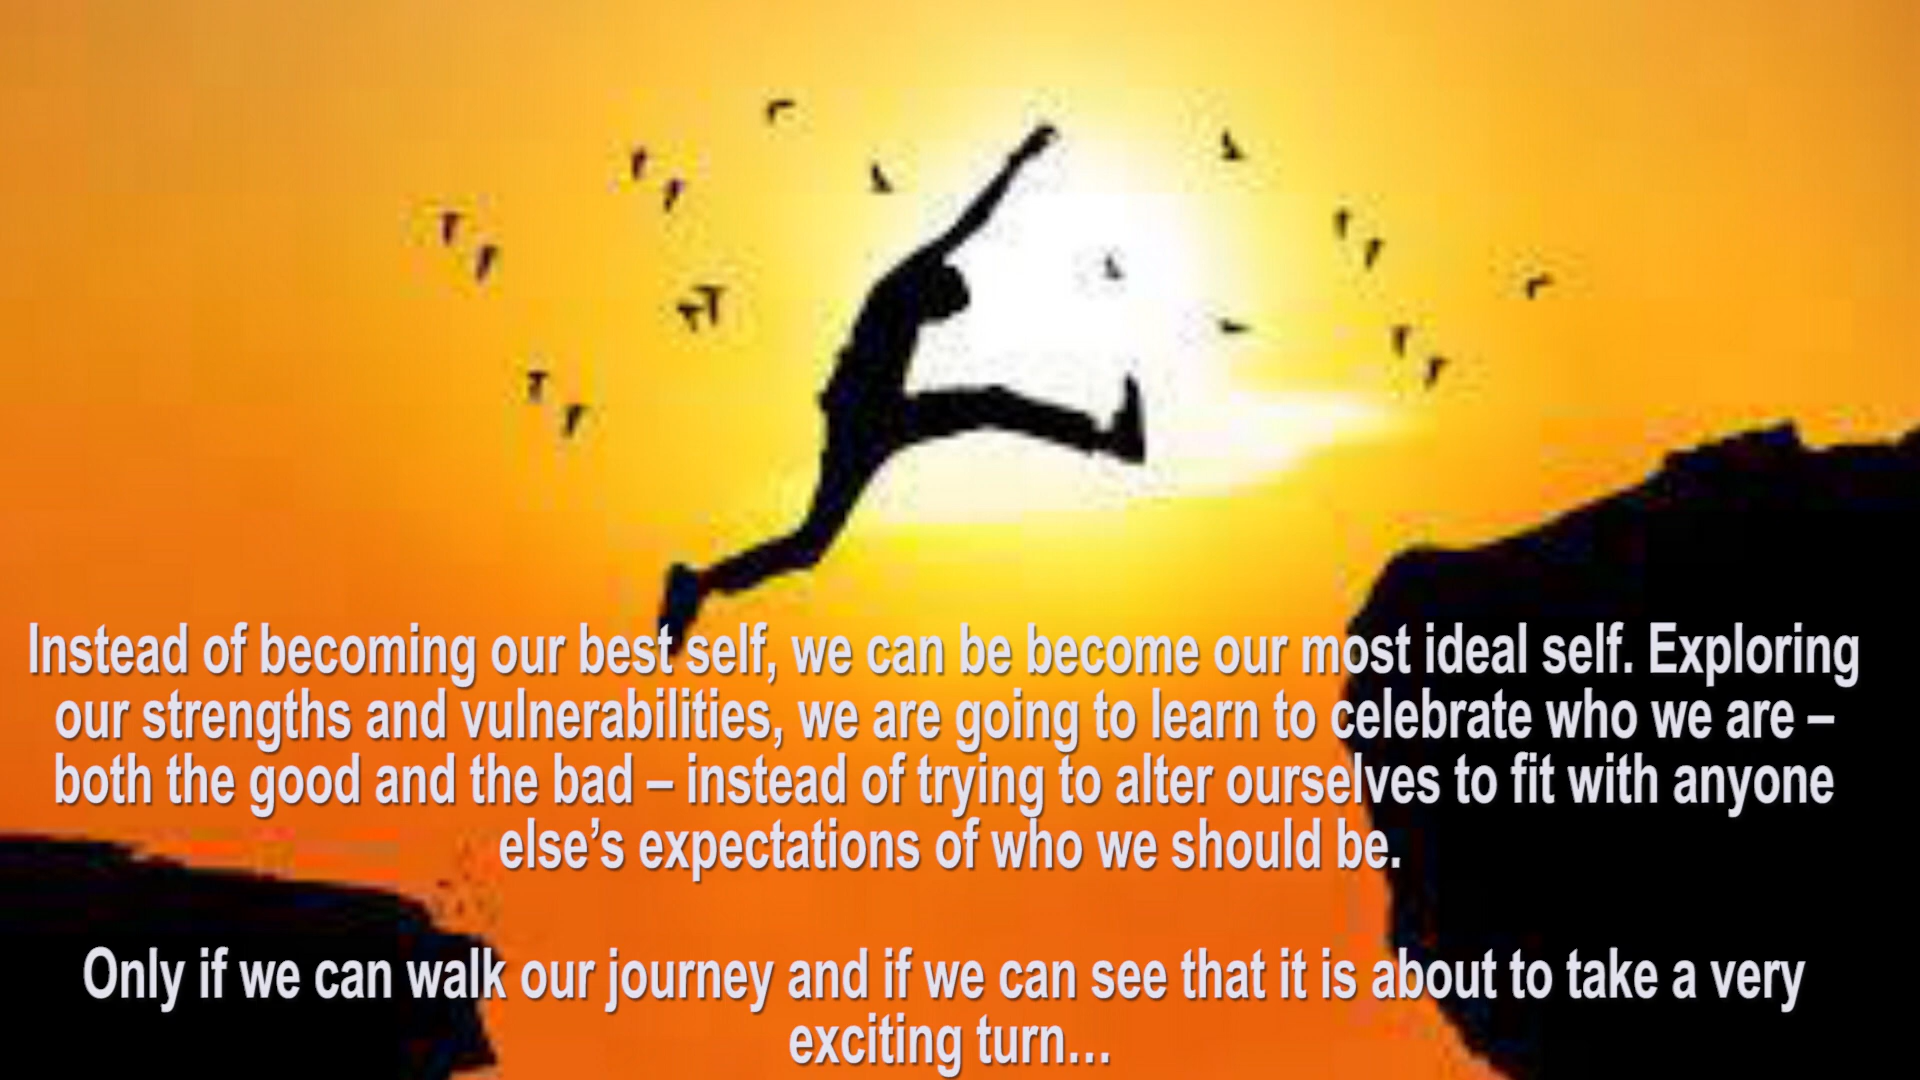 Instead of becoming our best self, we can be become our most ideal self. Exploring
our strengths and vulnerabilities, we are going to learn to celebrate who we are –
both the good and the bad – instead of trying to alter ourselves to fit with anyone
else’s expectations of who we should be.
Only if we can walk our journey and if we can see that it is about to take a very
exciting turn…